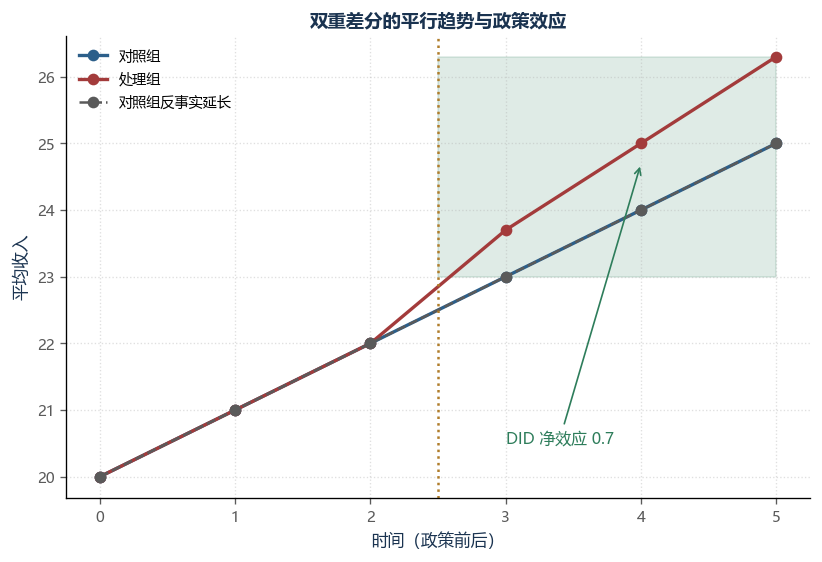 双重差分的平行趋势与政策效应
对照组
处理组
对照组反事实延长
26
25
24
23
22
21
20
平均收入
DID 净效应 0.7
0 1 2 3 4 5
时间（政策前后）